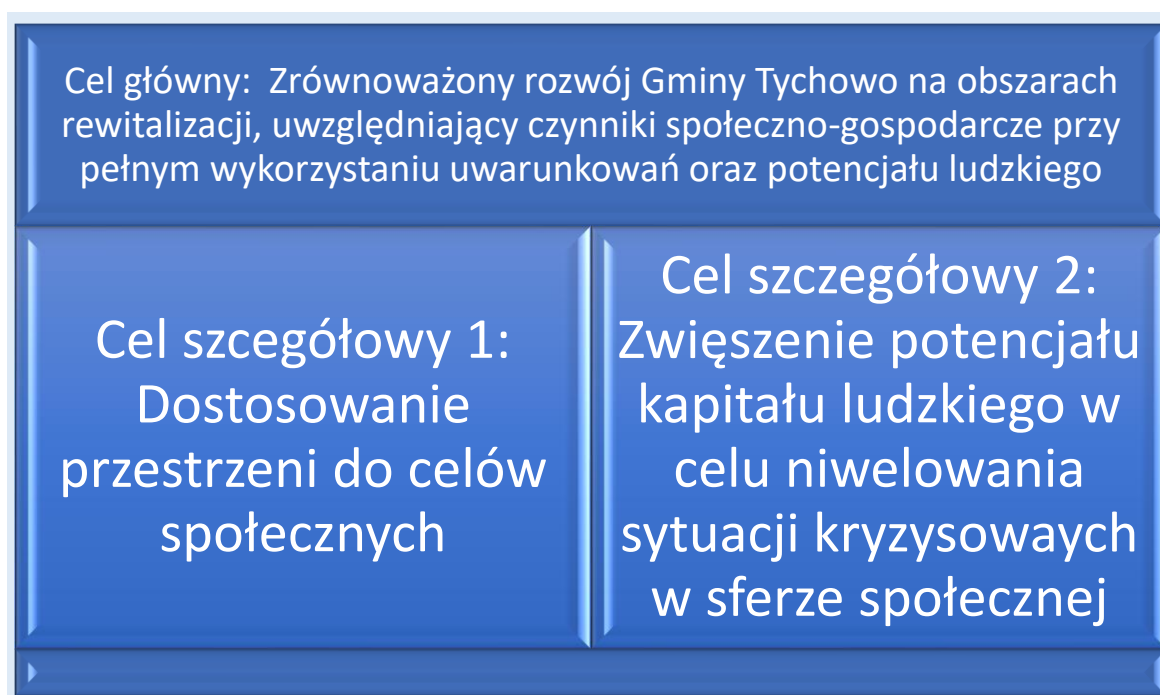 Cel główny:  Zrównoważony rozwój Gminy Tychowo na obszarach
rewitalizacji, uwzględniający czynniki społeczno-gospodarcze przy
pełnym wykorzystaniu uwarunkowań oraz potencjału ludzkiego
Cel szcegółowy 1:
Dostosowanie
przestrzeni do celów
społecznych
Cel szczegółowy 2:
Zwięszenie potencjału
kapitału ludzkiego w
celu niwelowania
sytuacji kryzysowaych
w sferze społecznej